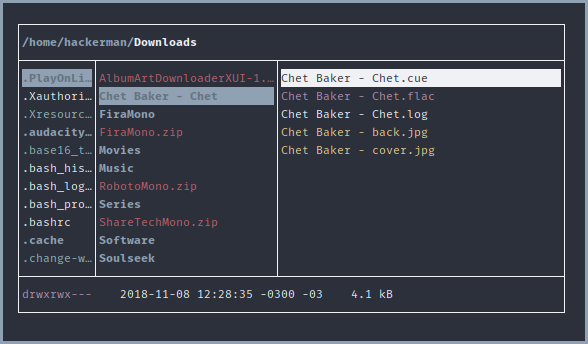 /home/hackerman/Downloads
.PlayOnLi… AlbumArtDownloaderXUI-1.… Chet Baker - Chet.cue
.Xauthori… Chet Baker - Chet Chet Baker - Chet.flac
.Xresourc… FiraMono Chet Baker - Chet.log
.audacity… FiraMono.zip Chet Baker - back.jpg
.base16_t… Movies Chet Baker - cover.jpg
.bash_his… Music
.bash_log… RobotoMono.zip
.bash_pro… Series
.bashrc ShareTechMono.zip
.cache Software
.change-w… Soulseek
drwxrwx--- 2018-11-08 12:28:35 -0300 -03 4.1 kB